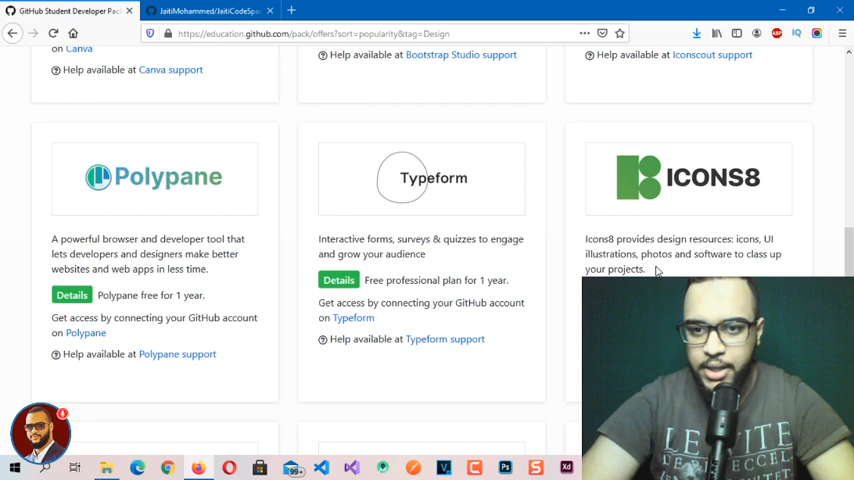 GitHub Student Developer Pac
JaitiMohammed/JaitiCodeSpa
https://education.github.com/pack/offers?sort=popularity&tag=Design
on Canva
Help available at Canva support
Help available at Bootstrap Studio support
Help available at Iconscout support
Polypane
A powerful browser and developer tool that
lets developers and designers make better
websites and web apps in less time.
Details Polypane free for 1 year.
Get access by connecting your GitHub account
on Polypane
Help available at Polypane support
Typeform
Interactive forms, surveys & quizzes to engage
and grow your audience
Details Free professional plan for 1 year.
Get access by connecting your GitHub account
on Typeform
Help available at Typeform support
ICONS8
Icons8 provides design resources: icons, UI
illustrations, photos and software to class up
your projects.
ABP
IQ
99+
V
Ps
S
Xd